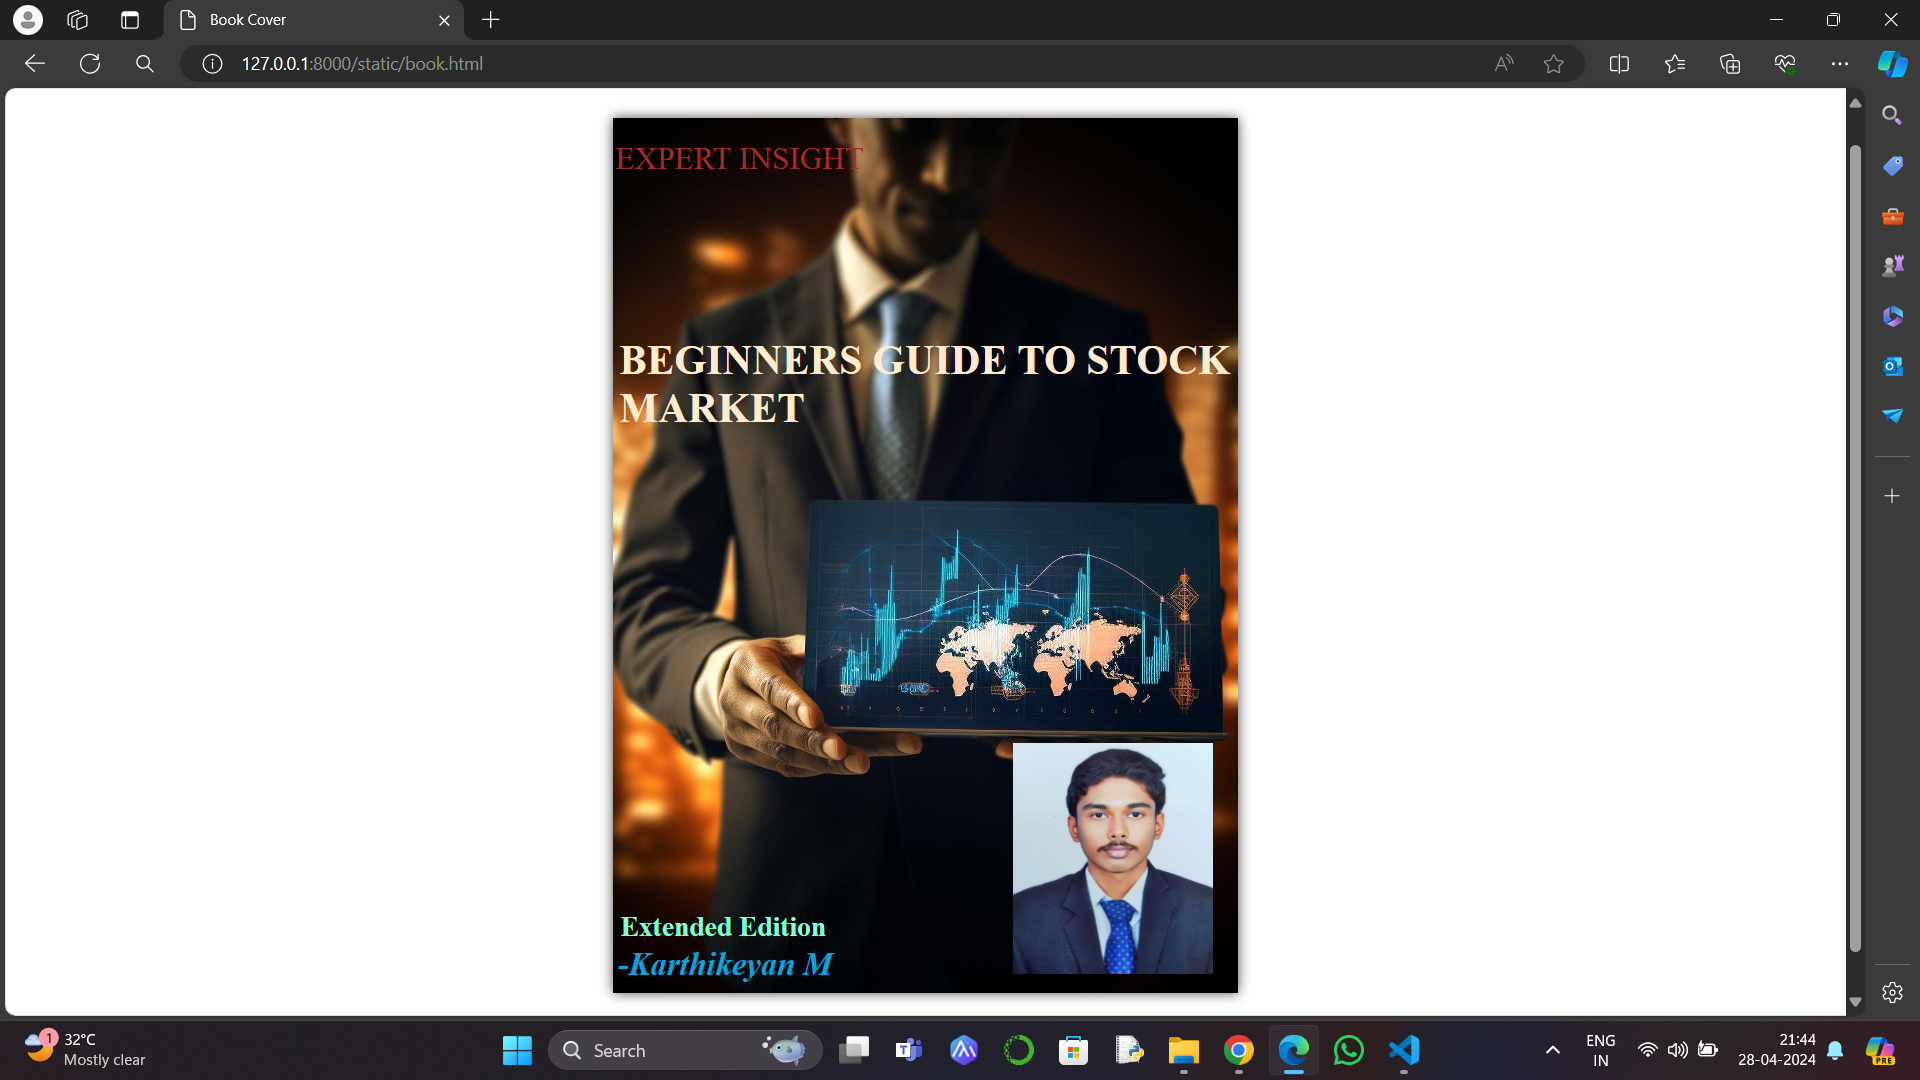 Book Cover
127.0.0.1:8000/static/book.html
EXPERT INSIGHT
BEGINNERS GUIDE TO STOCK
MARKET
Extended Edition
-Karthikeyan M
1
32°C
Mostly clear
Search
ENG
IN
21:44
28-04-2024
PRE